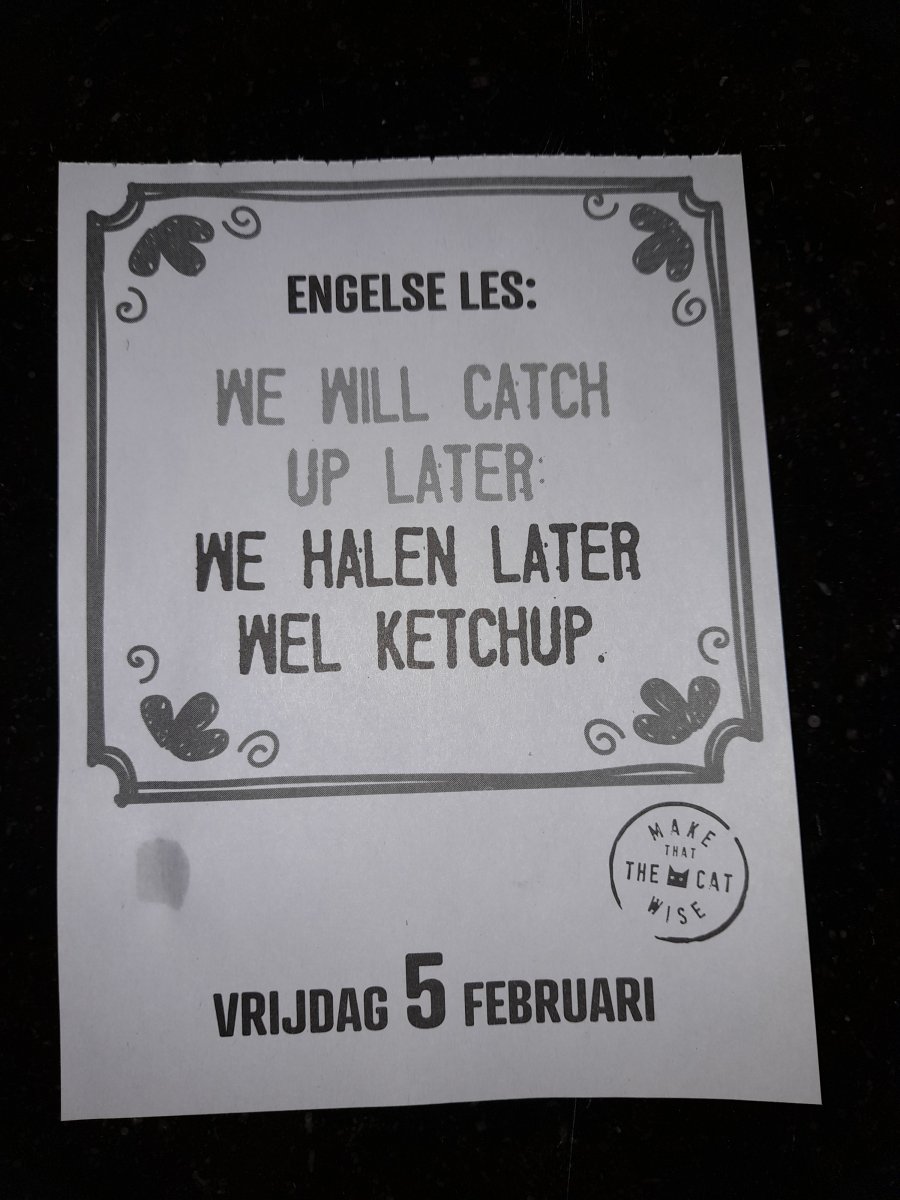 ENGELSE LES:
WE WILL CATCH
UP LATER:
WE HALEN LATER
WEL KETCHUP.
MAKE
THAT
THE CAT
WISE
VRIJDAG 5 FEBRUARI